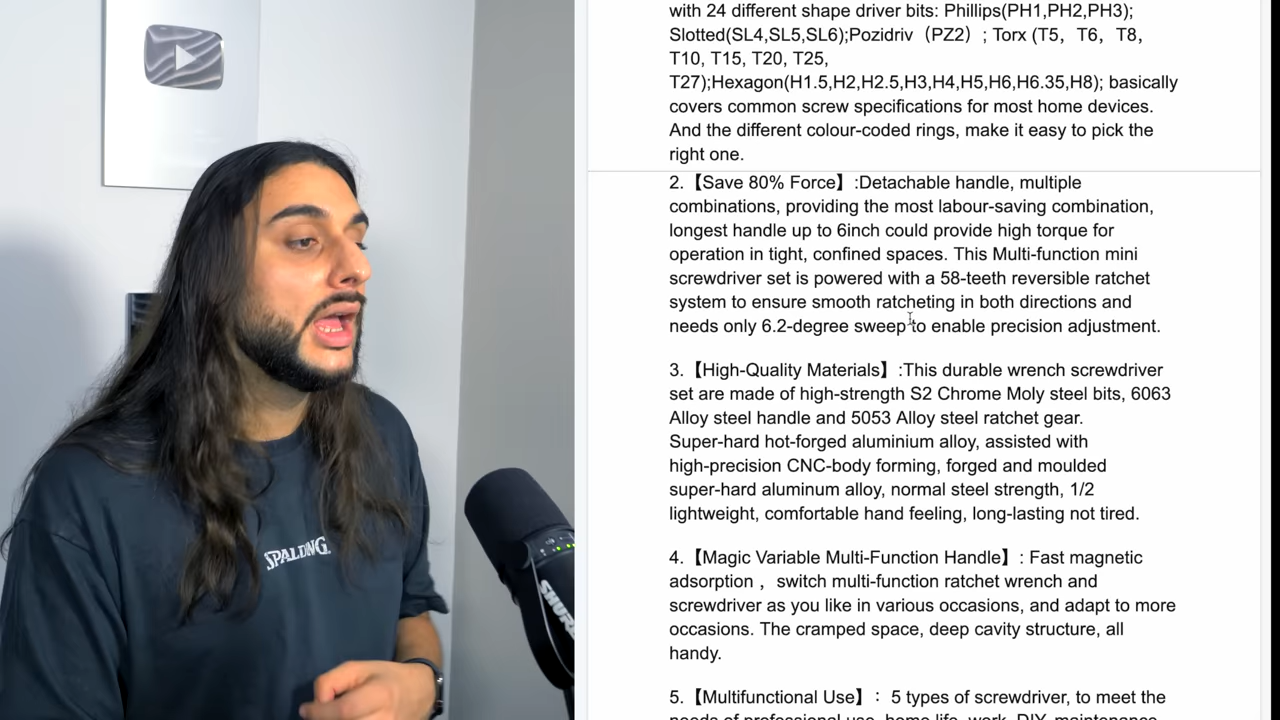 with 24 different shape driver bits: Phillips(PH1,PH2,PH3);
Slotted(SL4,SL5,SL6);Pozidriv（PZ2）; Torx (T5，T6，T8，
T10, T15, T20, T25,
T27);Hexagon(H1.5,H2,H2.5,H3,H4,H5,H6,H6.35,H8); basically
covers common screw specifications for most home devices.
And the different colour-coded rings, make it easy to pick the
right one.
2.【Save 80% Force】:Detachable handle, multiple
combinations, providing the most labour-saving combination,
longest handle up to 6inch could provide high torque for
operation in tight, confined spaces. This Multi-function mini
screwdriver set is powered with a 58-teeth reversible ratchet
system to ensure smooth ratcheting in both directions and
needs only 6.2-degree sweep to enable precision adjustment.
3.【High-Quality Materials】:This durable wrench screwdriver
set are made of high-strength S2 Chrome Moly steel bits, 6063
Alloy steel handle and 5053 Alloy steel ratchet gear.
Super-hard hot-forged aluminium alloy, assisted with
high-precision CNC-body forming, forged and moulded
super-hard aluminum alloy, normal steel strength, 1/2
lightweight, comfortable hand feeling, long-lasting not tired.
4.【Magic Variable Multi-Function Handle】: Fast magnetic
adsorption ，switch multi-function ratchet wrench and
screwdriver as you like in various occasions, and adapt to more
occasions. The cramped space, deep cavity structure, all
handy.
5.【Multifunctional Use】：5 types of screwdriver, to meet the
needs of professional use, home life, work, DIY, maintenance
SPALDING
SHURE